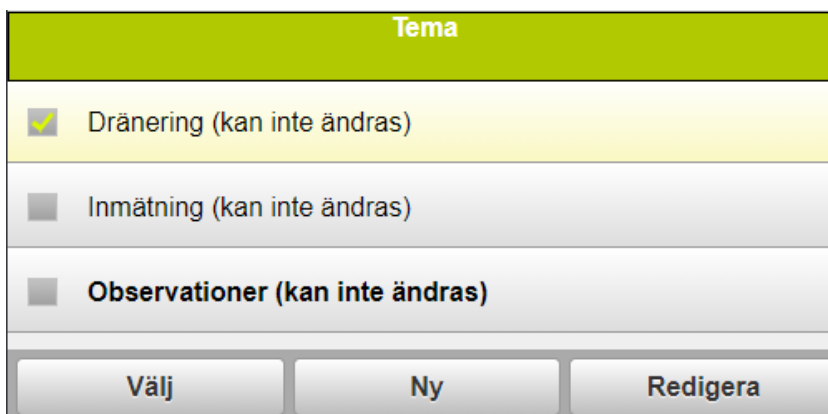 Tema
Dränering (kan inte ändras)
Inmätning (kan inte ändras)
Observationer (kan inte ändras)
Välj Ny Redigera